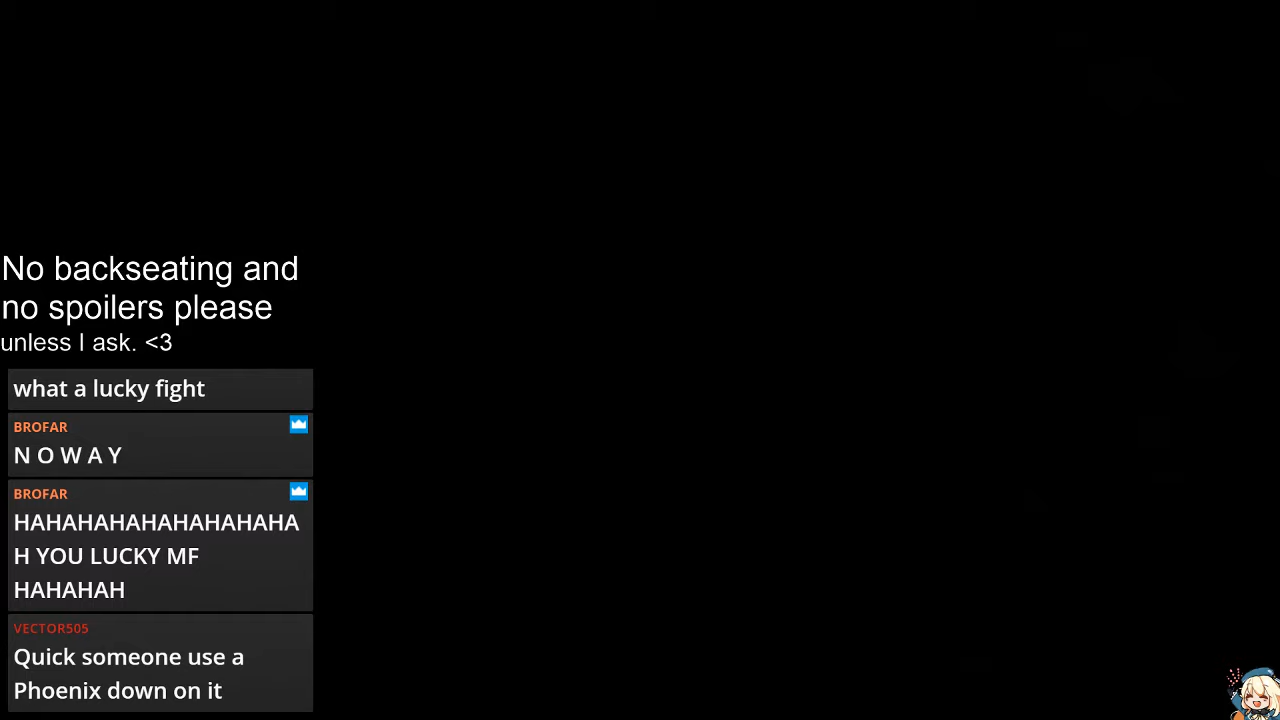 No backseating and
no spoilers please
unless I ask. <3
what a lucky fight
BROFAR
N O W A Y
BROFAR
HAHAHAHAHAHAHAHAHA
H YOU LUCKY MF
HAHAHAH
VECTOR505
Quick someone use a
Phoenix down on it